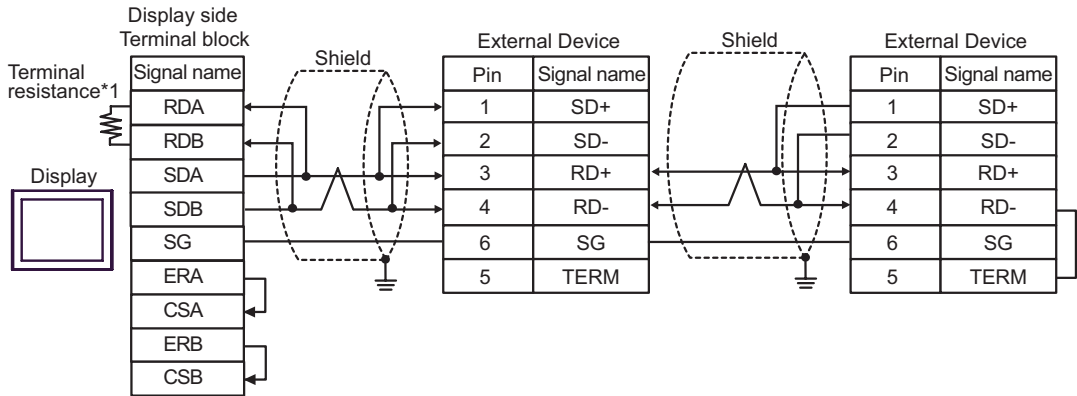 Display side
Terminal block
Terminal
resistance*1
Display
Signal name
RDA
RDB
SDA
SDB
SG
ERA
CSA
ERB
CSB
Shield
External Device
Pin Signal name
1 SD+
2 SD-
3 RD+
4 RD-
6 SG
5 TERM
Shield
External Device
Pin Signal name
1 SD+
2 SD-
3 RD+
4 RD-
6 SG
5 TERM